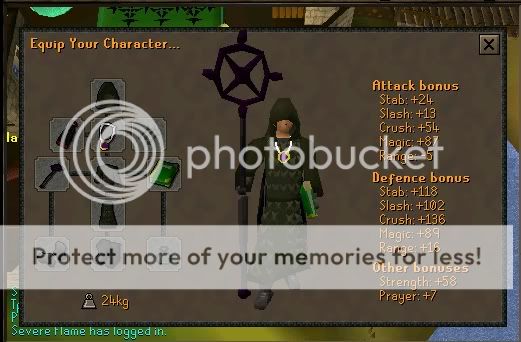 Equip Your Character...
Attack bonus
Stab: +24
Slash: +13
Crush: +54
Magic: +87
Defence bonus
Stab: +118
Slash: +102
Crush: +136
Magic: +89
Range: +16
Other bonuses
Strength: +58
Prayer: +7
24kg
Severe Flame has logged in.
photobucket
Protect more of your memories for less!